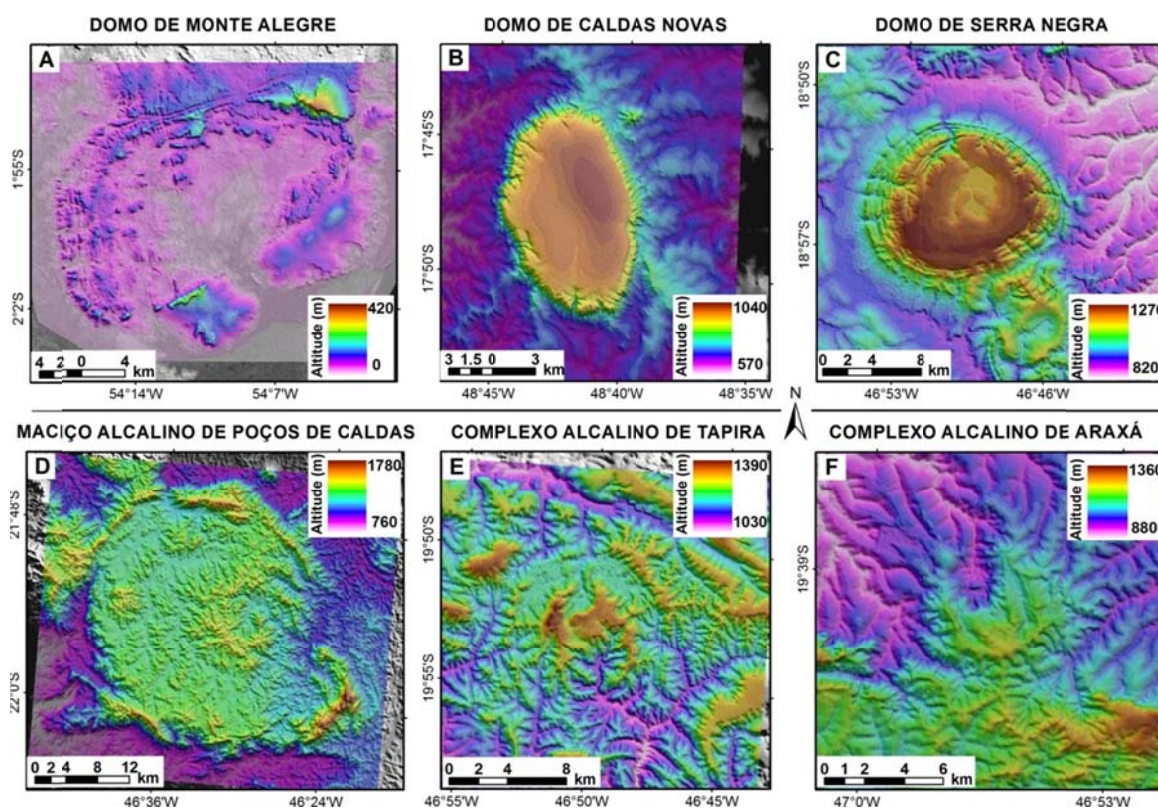 DOMO DE MONTE ALEGRE
A
1°55'S
2°2'S
Altitude (m)
420
0
4 2 0 4
km
54°14'W 54°7'W
DOMO DE CALDAS NOVAS
B
17°45'S
17°50'S
Altitude (m)
1040
570
3 1.5 0 3
km
48°45'W 48°40'W 48°35'W
DOMO DE SERRA NEGRA
C
18°50'S
18°57'S
Altitude (m)
1270
820
0 2 4 8
km
46°53'W 46°46'W
N
MACIÇO ALCALINO DE POÇOS DE CALDAS
D
21°48'S
22°0'S
Altitude (m)
1780
760
0 2 4 8 12
km
46°36'W 46°24'W
COMPLEXO ALCALINO DE TAPIRA
E
19°50'S
19°55'S
Altitude (m)
1390
1030
0 2 4 8
km
46°55'W 46°50'W 46°45'W
COMPLEXO ALCALINO DE ARAXÁ
F
19°39'S
Altitude (m)
1360
880
0 1 2 4 6
km
47°0'W 46°53'W